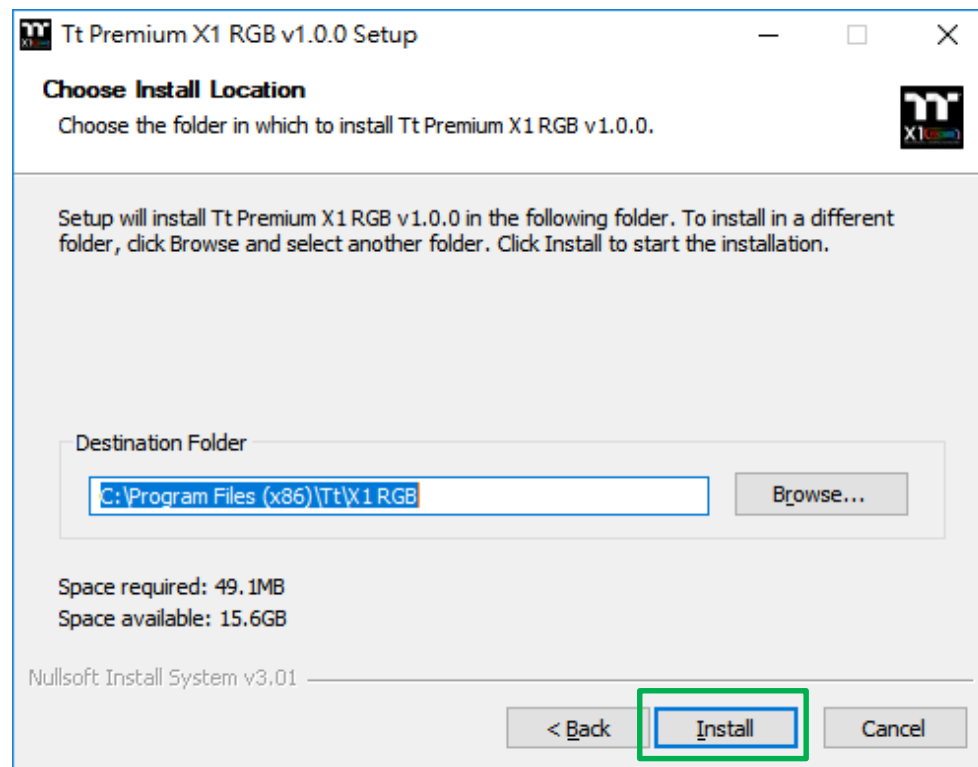 Tt Premium X1 RGB v1.0.0 Setup
Choose Install Location
Choose the folder in which to install Tt Premium X1 RGB v1.0.0.
X1
Setup will install Tt Premium X1 RGB v1.0.0 in the following folder. To install in a different
folder, click Browse and select another folder. Click Install to start the installation.
Destination Folder
C:\Program Files (x86)\Tt\X1 RGB
Browse...
Space required: 49.1MB
Space available: 15.6GB
Nullsoft Install System v3.01
< Back Install Cancel